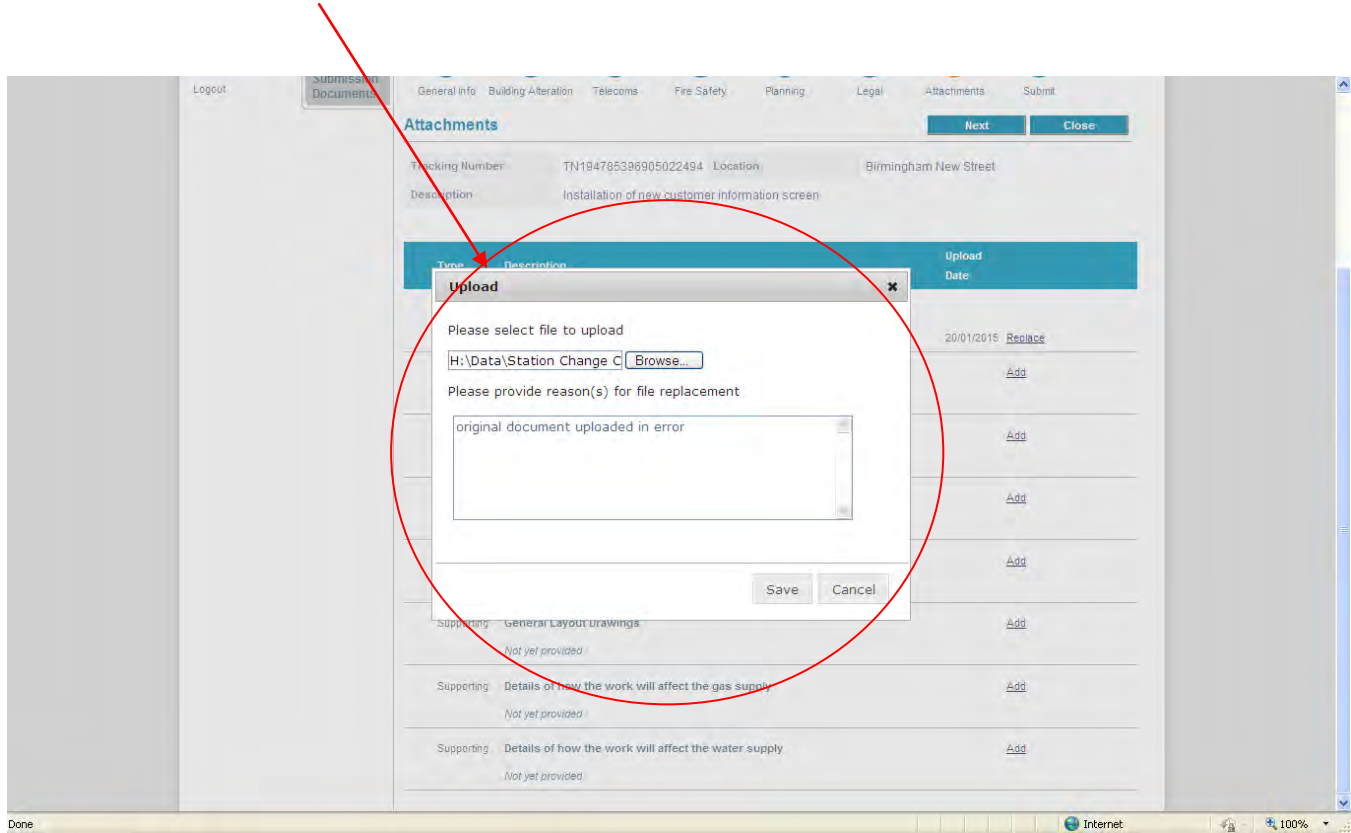 Logout
Submission
Documents
General Info Building Alteration Telecoms Fire Safety Planning Legal Attachments Submit
Attachments Next Close
Tracking Number TN194785396905022494 Location Birmingham New Street
Description Installation of new customer information screen
Type Description Upload
Date
Upload
Please select file to upload
20/01/2015 Replace
H:\Data\Station Change C Browse...
Add
Please provide reason(s) for file replacement
original document uploaded in error
Add
Add
Add
Save Cancel
Supporting General Layout Drawings Add
Not yet provided
Supporting Details of how the work will affect the gas supply Add
Not yet provided
Supporting Details of how the work will affect the water supply Add
Not yet provided
Done Internet 100%